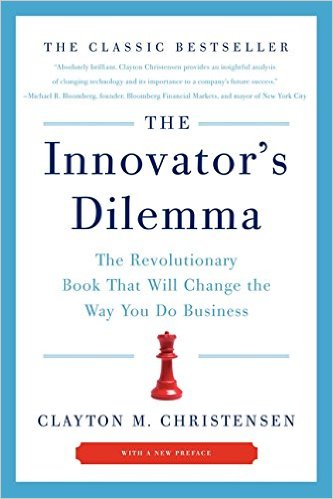 THE CLASSIC BESTSELLER
"Absolutely brilliant. Clayton Christensen provides an insightful analysis
of changing technology and its importance to a company's future success."
–Michael R. Bloomberg, founder, Bloomberg Financial Markets, and mayor of New York City
THE
Innovator's
Dilemma
The Revolutionary
Book That Will Change the
Way You Do Business
CLAYTON M. CHRISTENSEN
WITH A NEW PREFACE